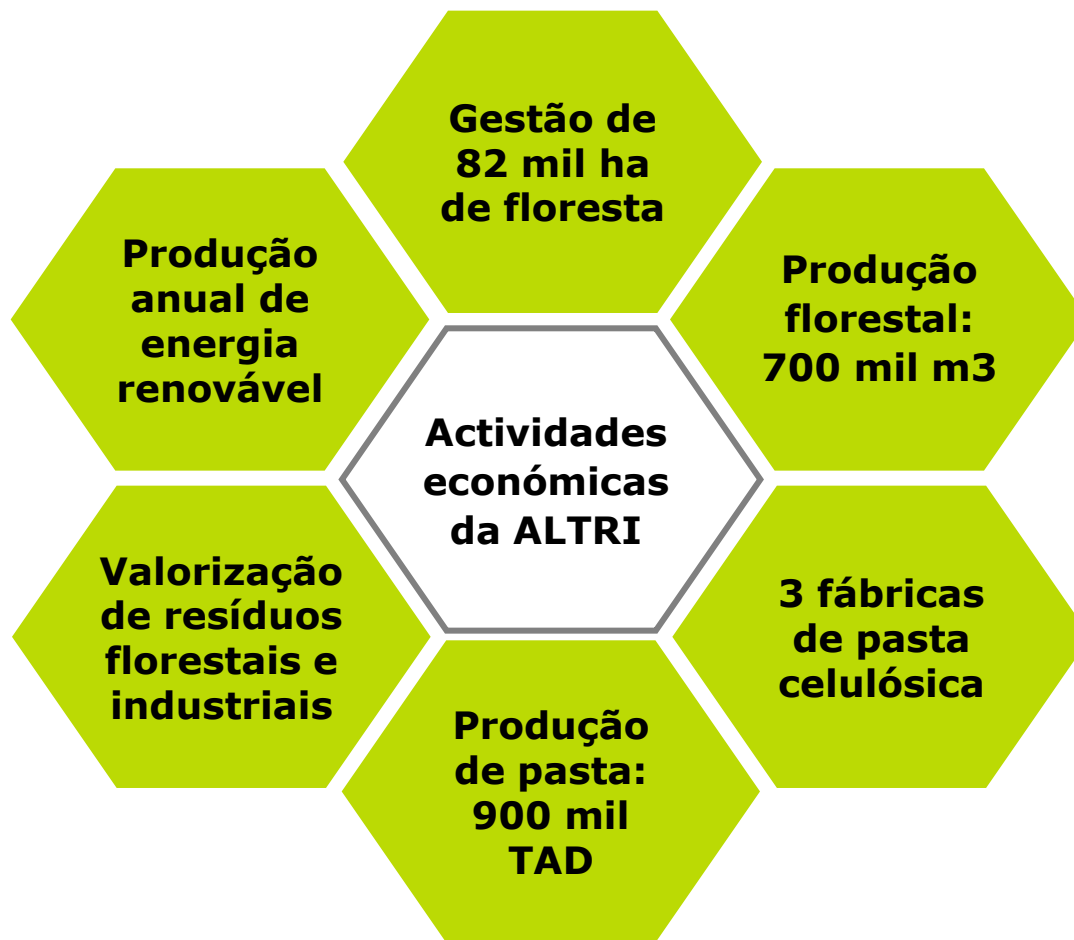 Gestão de
82 mil ha
de floresta
Produção
anual de
energia
renovável
Produção
florestal:
700 mil m3
Actividades
económicas
da ALTRI
Valorização
de resíduos
florestais e
industriais
3 fábricas
de pasta
celulósica
Produção
de pasta:
900 mil
TAD